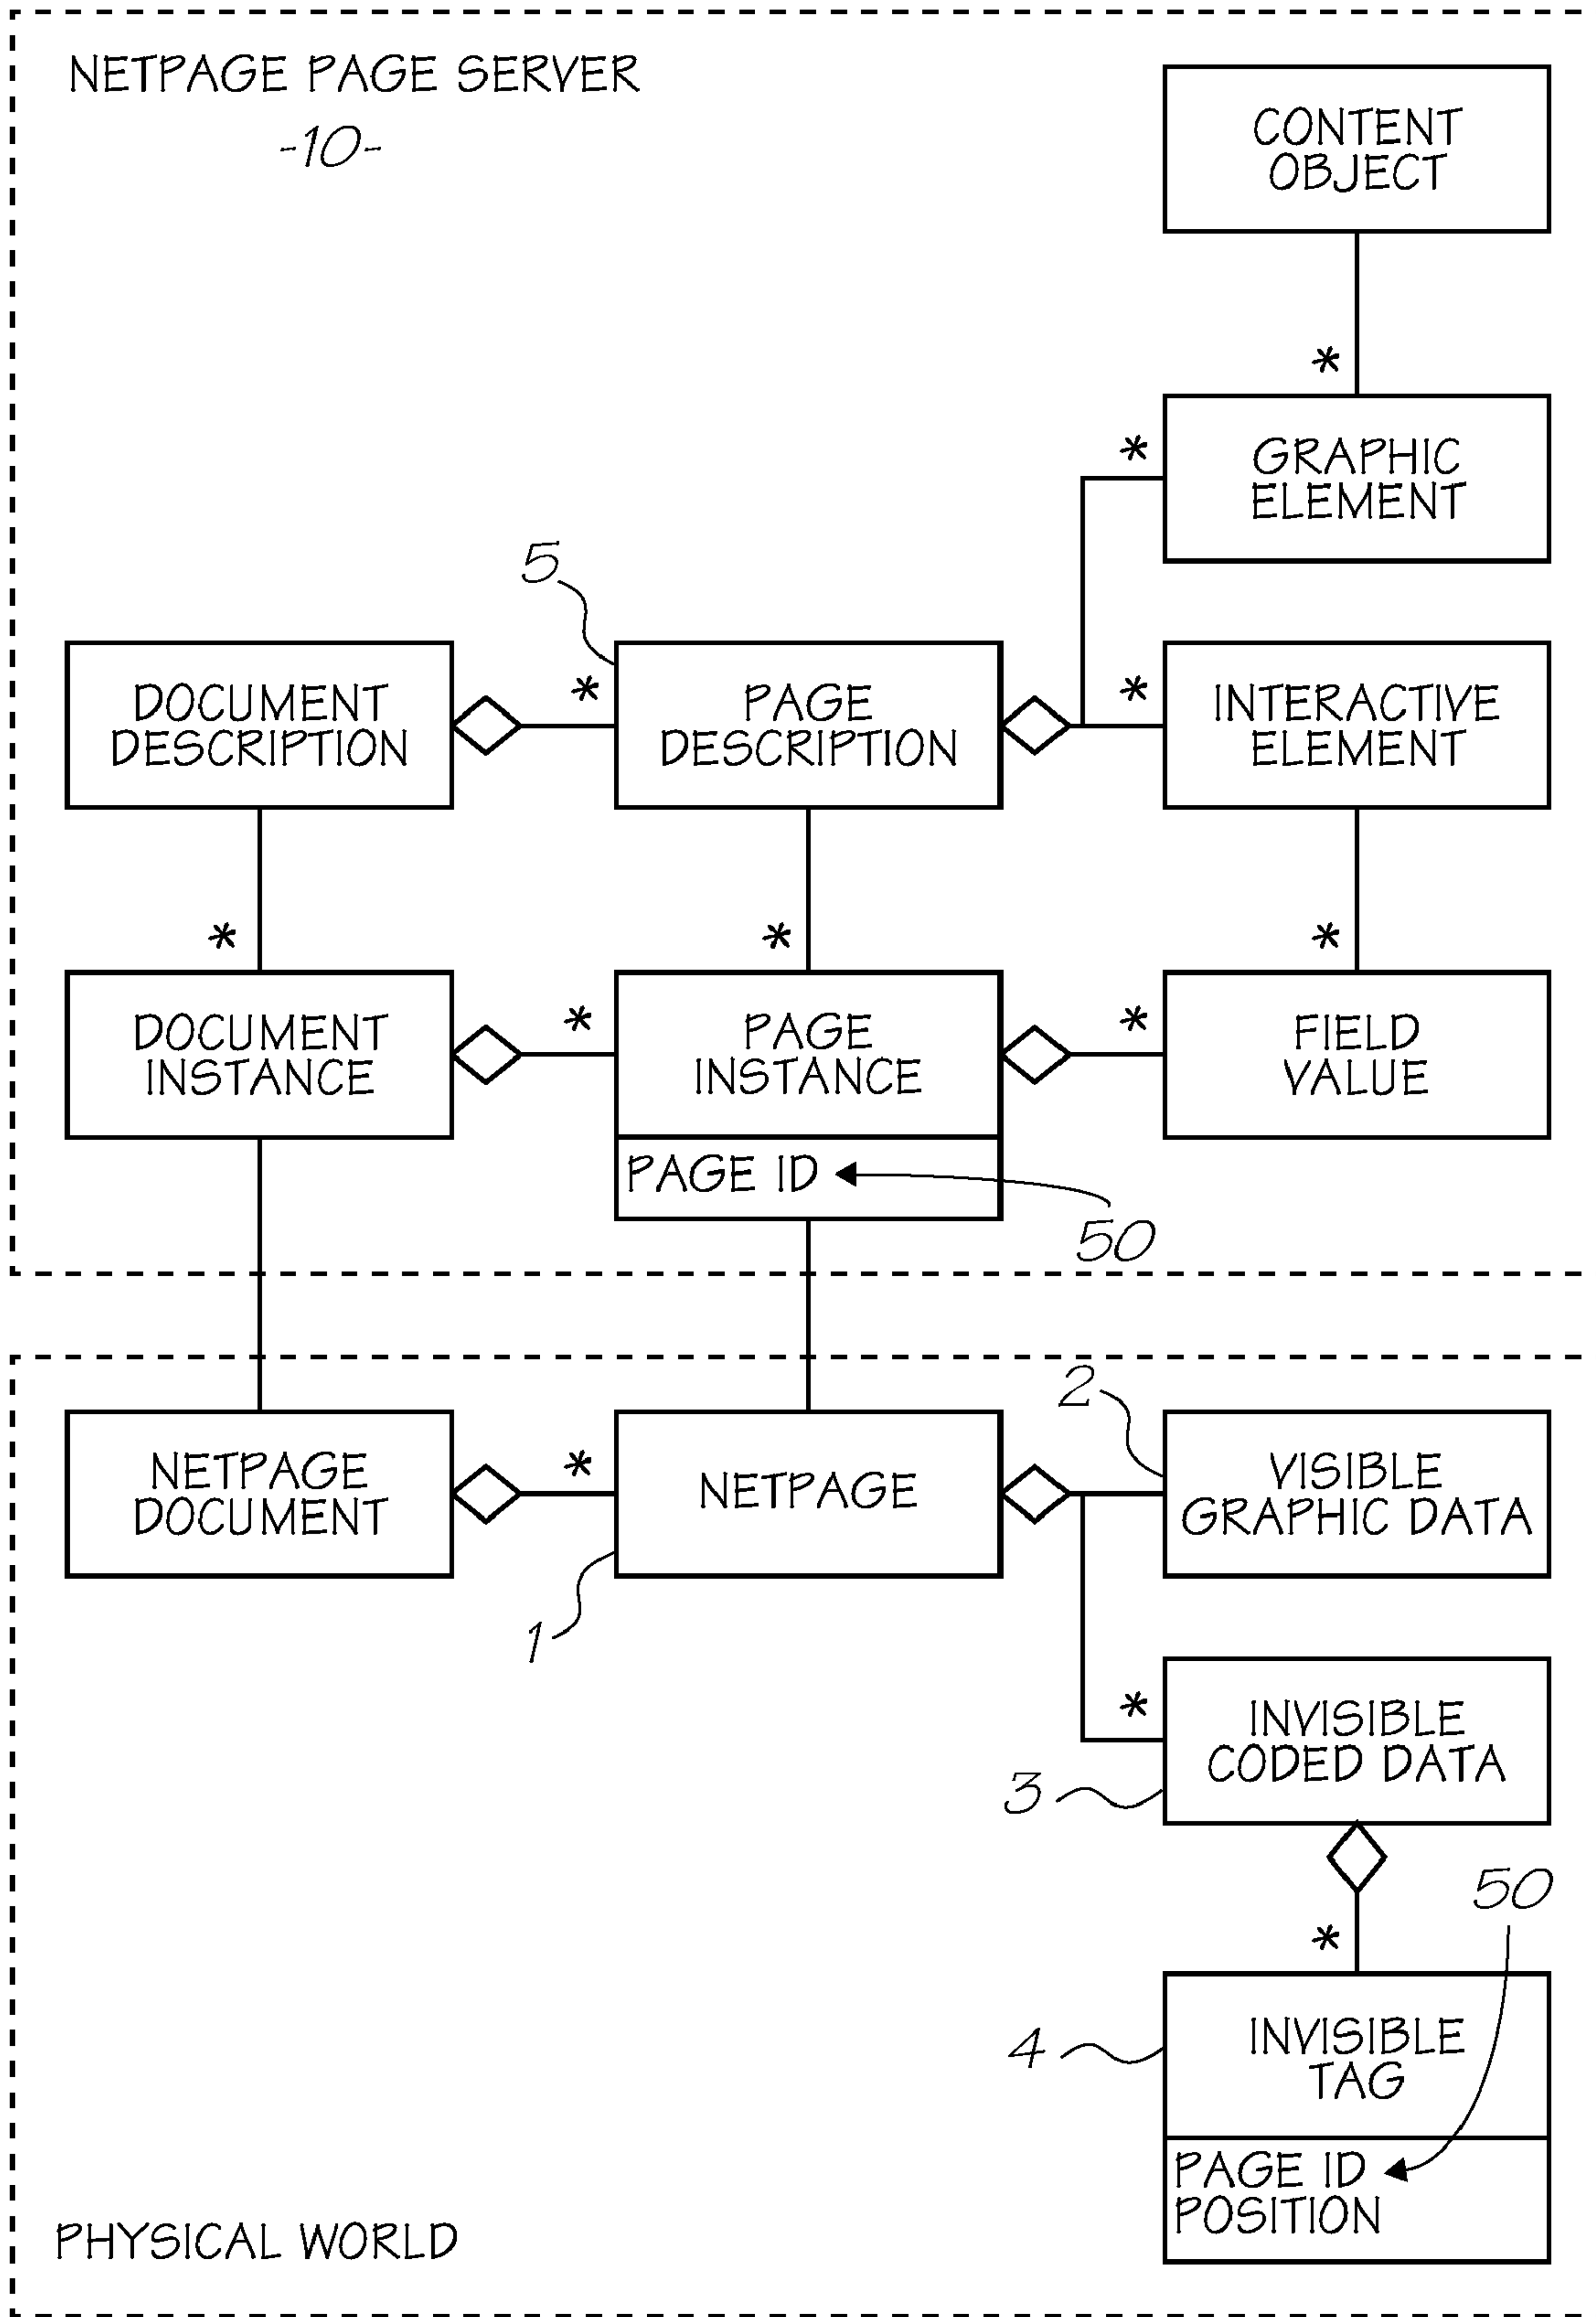 NETPAGE PAGE SERVER
-10-
CONTENT
OBJECT
*
*
GRAPHIC
ELEMENT
5
DOCUMENT
DESCRIPTION
*
PAGE
DESCRIPTION
*
INTERACTIVE
ELEMENT
*
*
*
DOCUMENT
INSTANCE
*
PAGE
INSTANCE
*
FIELD
VALUE
PAGE ID
50
2
NETPAGE
DOCUMENT
*
NETPAGE
VISIBLE
GRAPHIC DATA
1
*
INVISIBLE
CODED DATA
3
50
*
4
INVISIBLE
TAG
PAGE ID
POSITION
PHYSICAL WORLD